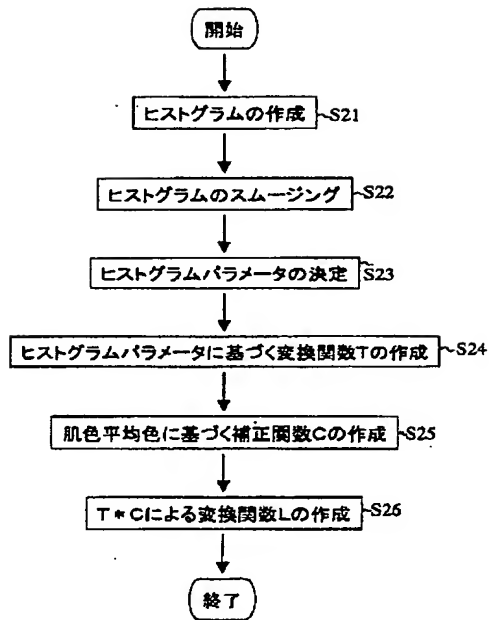 開始
ヒストグラムの作成 S21
ヒストグラムのスムージング S22
ヒストグラムパラメータの決定 S23
ヒストグラムパラメータに基づく変換関数Tの作成 S24
肌色平均色に基づく補正関数Cの作成 S25
T*Cによる変換関数Lの作成 S26
終了